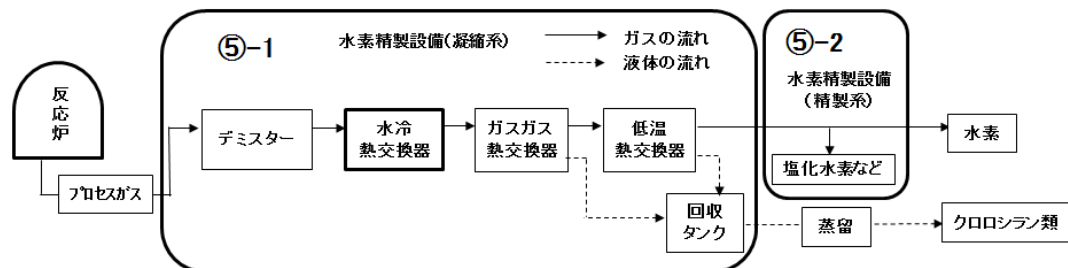 ⑤-1
水素精製設備(凝縮系)
ガスの流れ
液体の流れ
⑤-2
水素精製設備
(精製系)
反応炉
プロセスガス
デミスター
水冷
熱交換器
ガスガス
熱交換器
低温
熱交換器
塩化水素など
水素
回収
タンク
蒸留
クロロシラン類